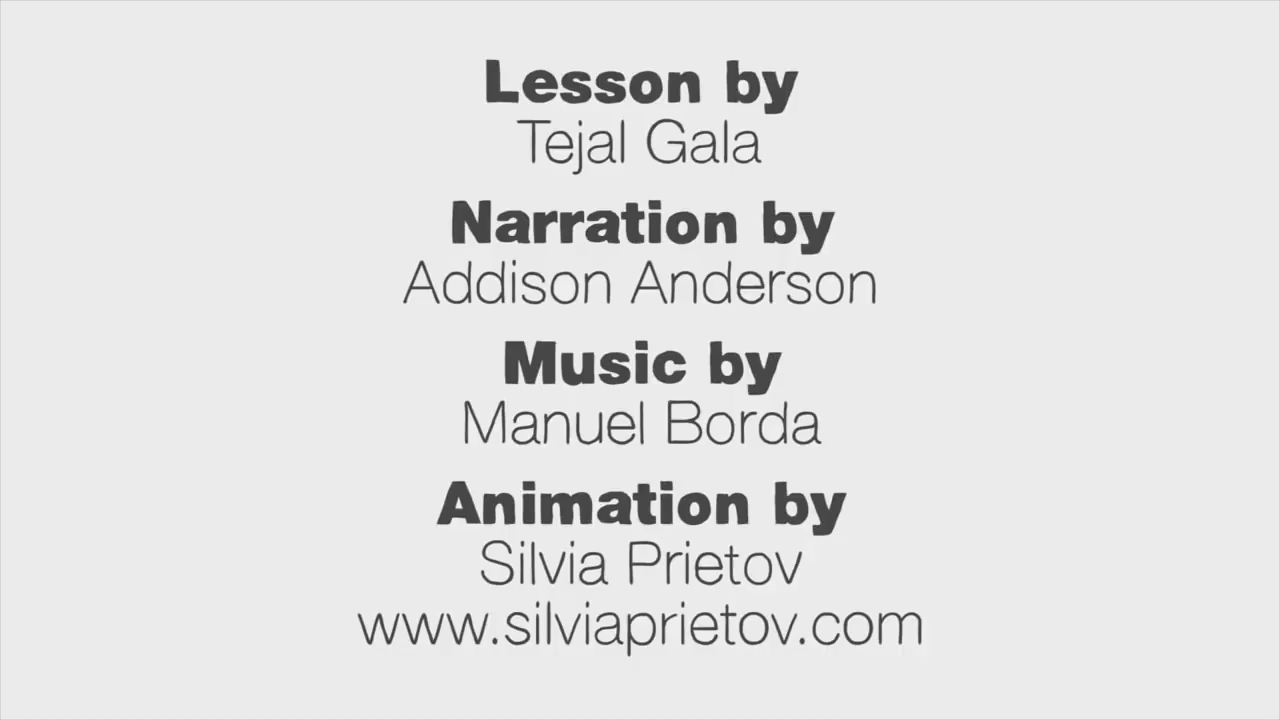 Lesson by
Tejal Gala
Narration by
Addison Anderson
Music by
Manuel Borda
Animation by
Silvia Prietov
www.silviaprietov.com